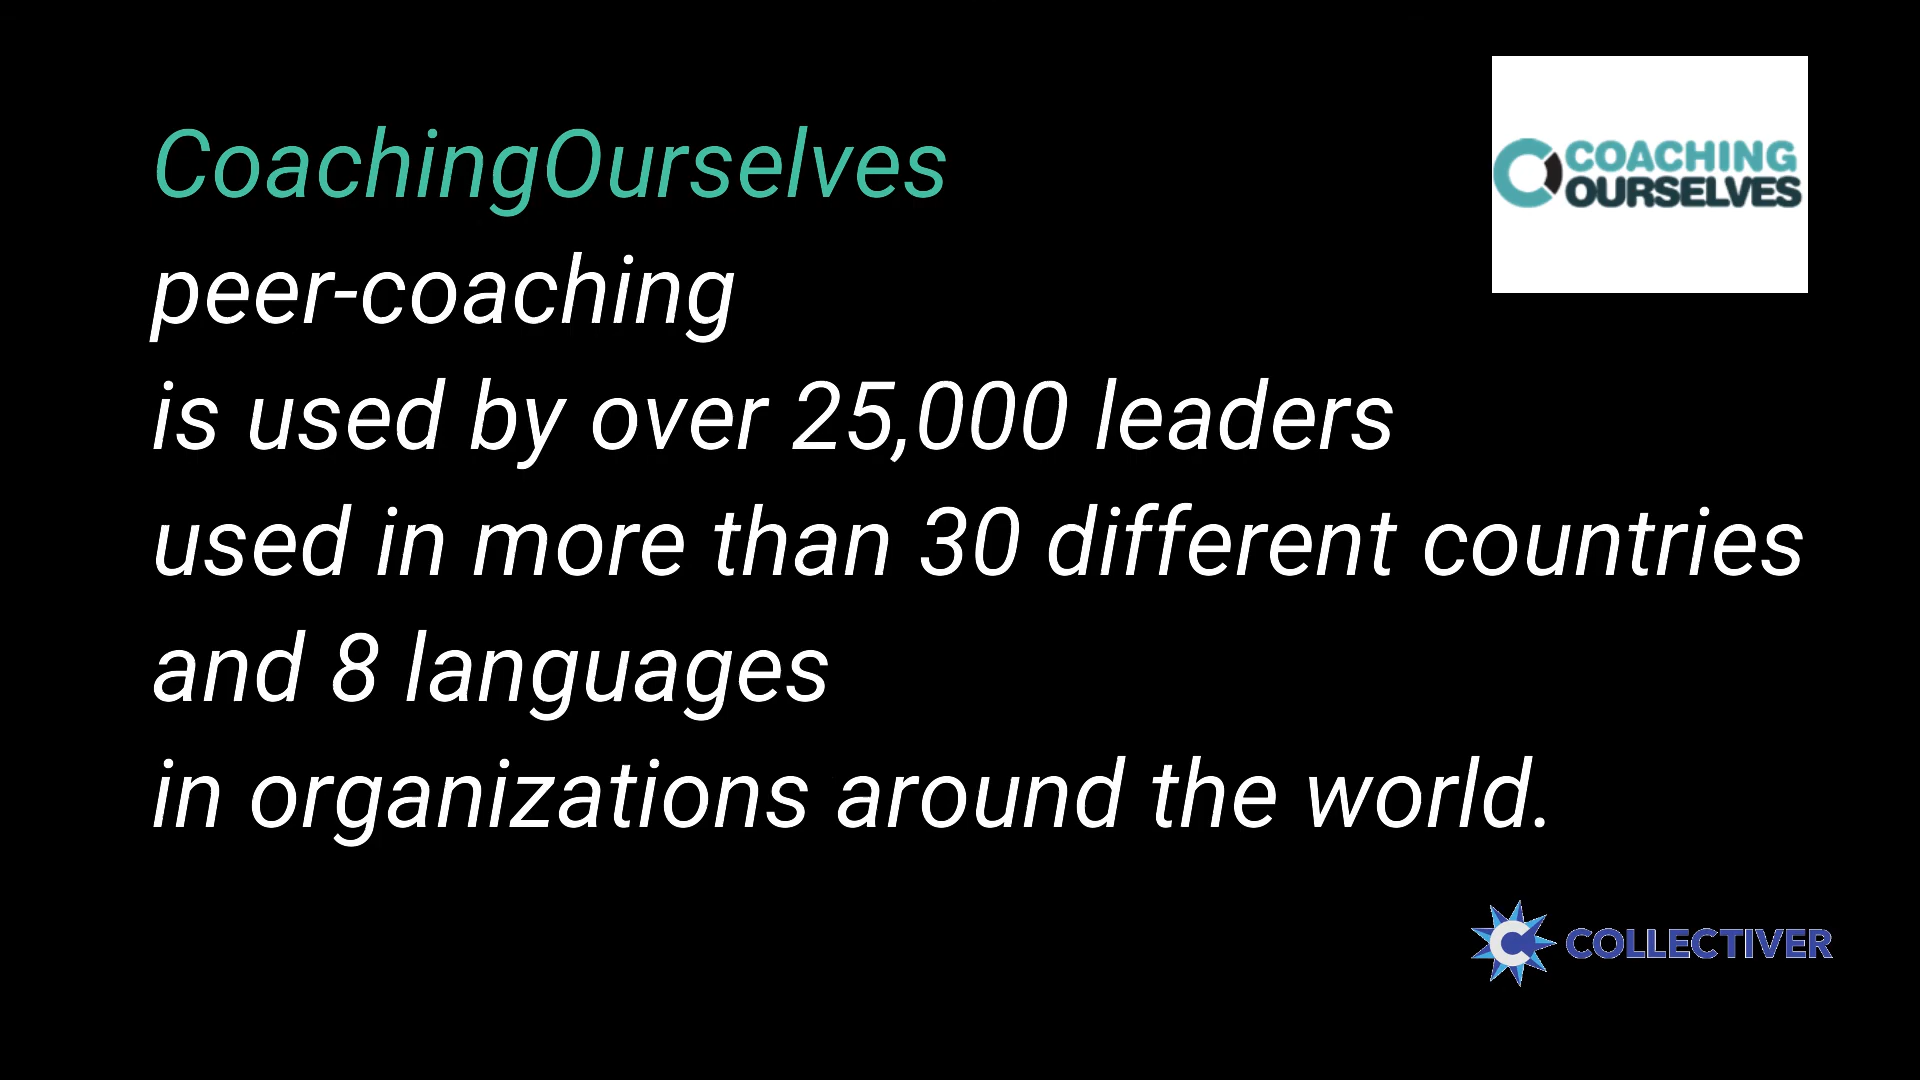 CoachingOurselves
peer-coaching
is used by over 25,000 leaders
used in more than 30 different countries
and 8 languages
in organizations around the world.
COACHING
OURSELVES
COLLECTIVER